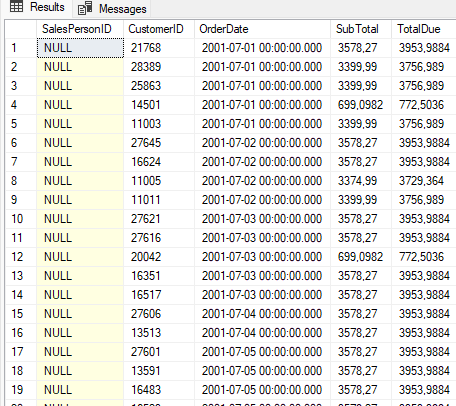 Results Messages
SalesPersonID CustomerID OrderDate SubTotal TotalDue
1 NULL 21768 2001-07-01 00:00:00.000 3578,27 3953,9884
2 NULL 28389 2001-07-01 00:00:00.000 3399,99 3756,989
3 NULL 25863 2001-07-01 00:00:00.000 3399,99 3756,989
4 NULL 14501 2001-07-01 00:00:00.000 699,0982 772,5036
5 NULL 11003 2001-07-01 00:00:00.000 3399,99 3756,989
6 NULL 27645 2001-07-02 00:00:00.000 3578,27 3953,9884
7 NULL 16624 2001-07-02 00:00:00.000 3578,27 3953,9884
8 NULL 11005 2001-07-02 00:00:00.000 3374,99 3729,364
9 NULL 11011 2001-07-02 00:00:00.000 3399,99 3756,989
10 NULL 27621 2001-07-03 00:00:00.000 3578,27 3953,9884
11 NULL 27616 2001-07-03 00:00:00.000 3578,27 3953,9884
12 NULL 20042 2001-07-03 00:00:00.000 699,0982 772,5036
13 NULL 16351 2001-07-03 00:00:00.000 3578,27 3953,9884
14 NULL 16517 2001-07-03 00:00:00.000 3578,27 3953,9884
15 NULL 27606 2001-07-04 00:00:00.000 3578,27 3953,9884
16 NULL 13513 2001-07-04 00:00:00.000 3578,27 3953,9884
17 NULL 27601 2001-07-05 00:00:00.000 3578,27 3953,9884
18 NULL 13591 2001-07-05 00:00:00.000 3578,27 3953,9884
19 NULL 16483 2001-07-05 00:00:00.000 3578,27 3953,9884